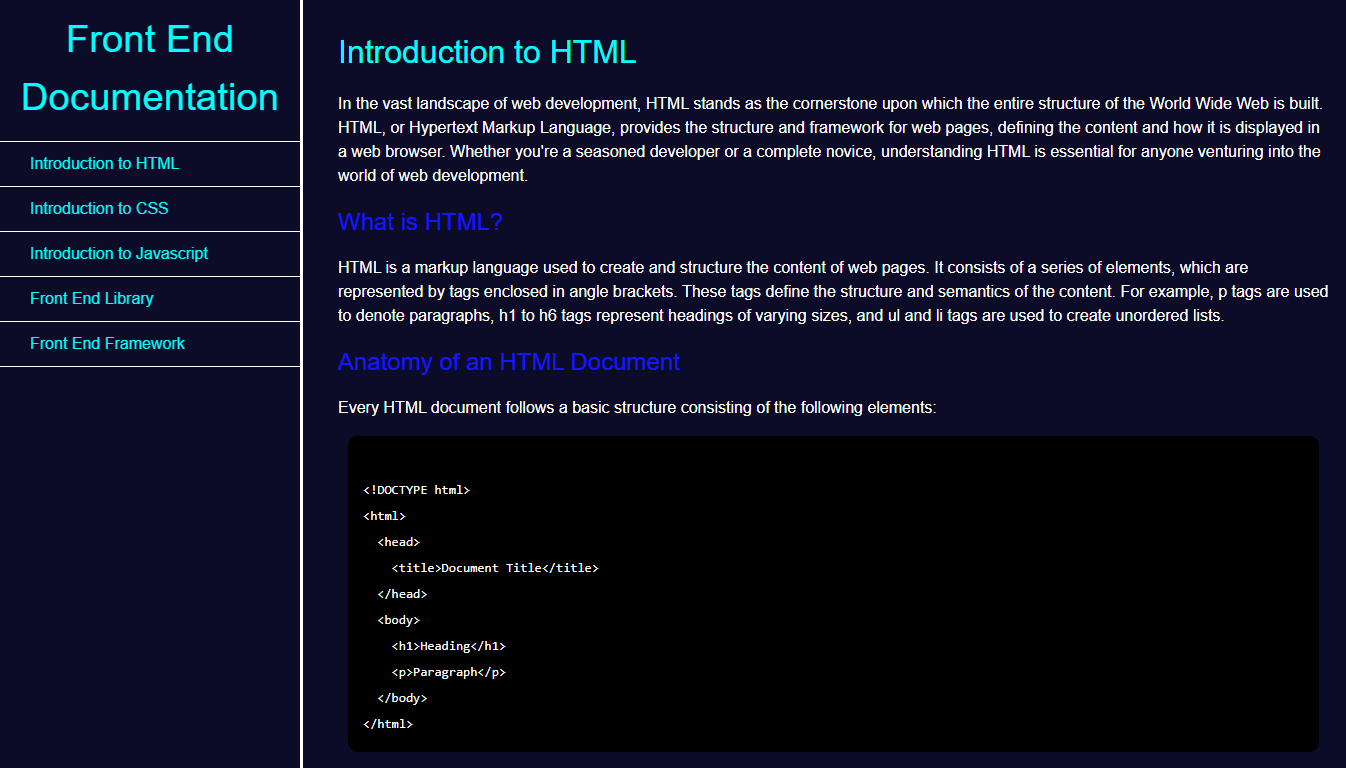 Front End
Documentation
Introduction to HTML
Introduction to CSS
Introduction to Javascript
Front End Library
Front End Framework
Introduction to HTML
In the vast landscape of web development, HTML stands as the cornerstone upon which the entire structure of the World Wide Web is built.
HTML, or Hypertext Markup Language, provides the structure and framework for web pages, defining the content and how it is displayed in
a web browser. Whether you're a seasoned developer or a complete novice, understanding HTML is essential for anyone venturing into the
world of web development.
What is HTML?
HTML is a markup language used to create and structure the content of web pages. It consists of a series of elements, which are
represented by tags enclosed in angle brackets. These tags define the structure and semantics of the content. For example, p tags are used
to denote paragraphs, h1 to h6 tags represent headings of varying sizes, and ul and li tags are used to create unordered lists.
Anatomy of an HTML Document
Every HTML document follows a basic structure consisting of the following elements:
<!DOCTYPE html>
<html>
  <head>
    <title>Document Title</title>
  </head>
  <body>
    <h1>Heading</h1>
    <p>Paragraph</p>
  </body>
</html>